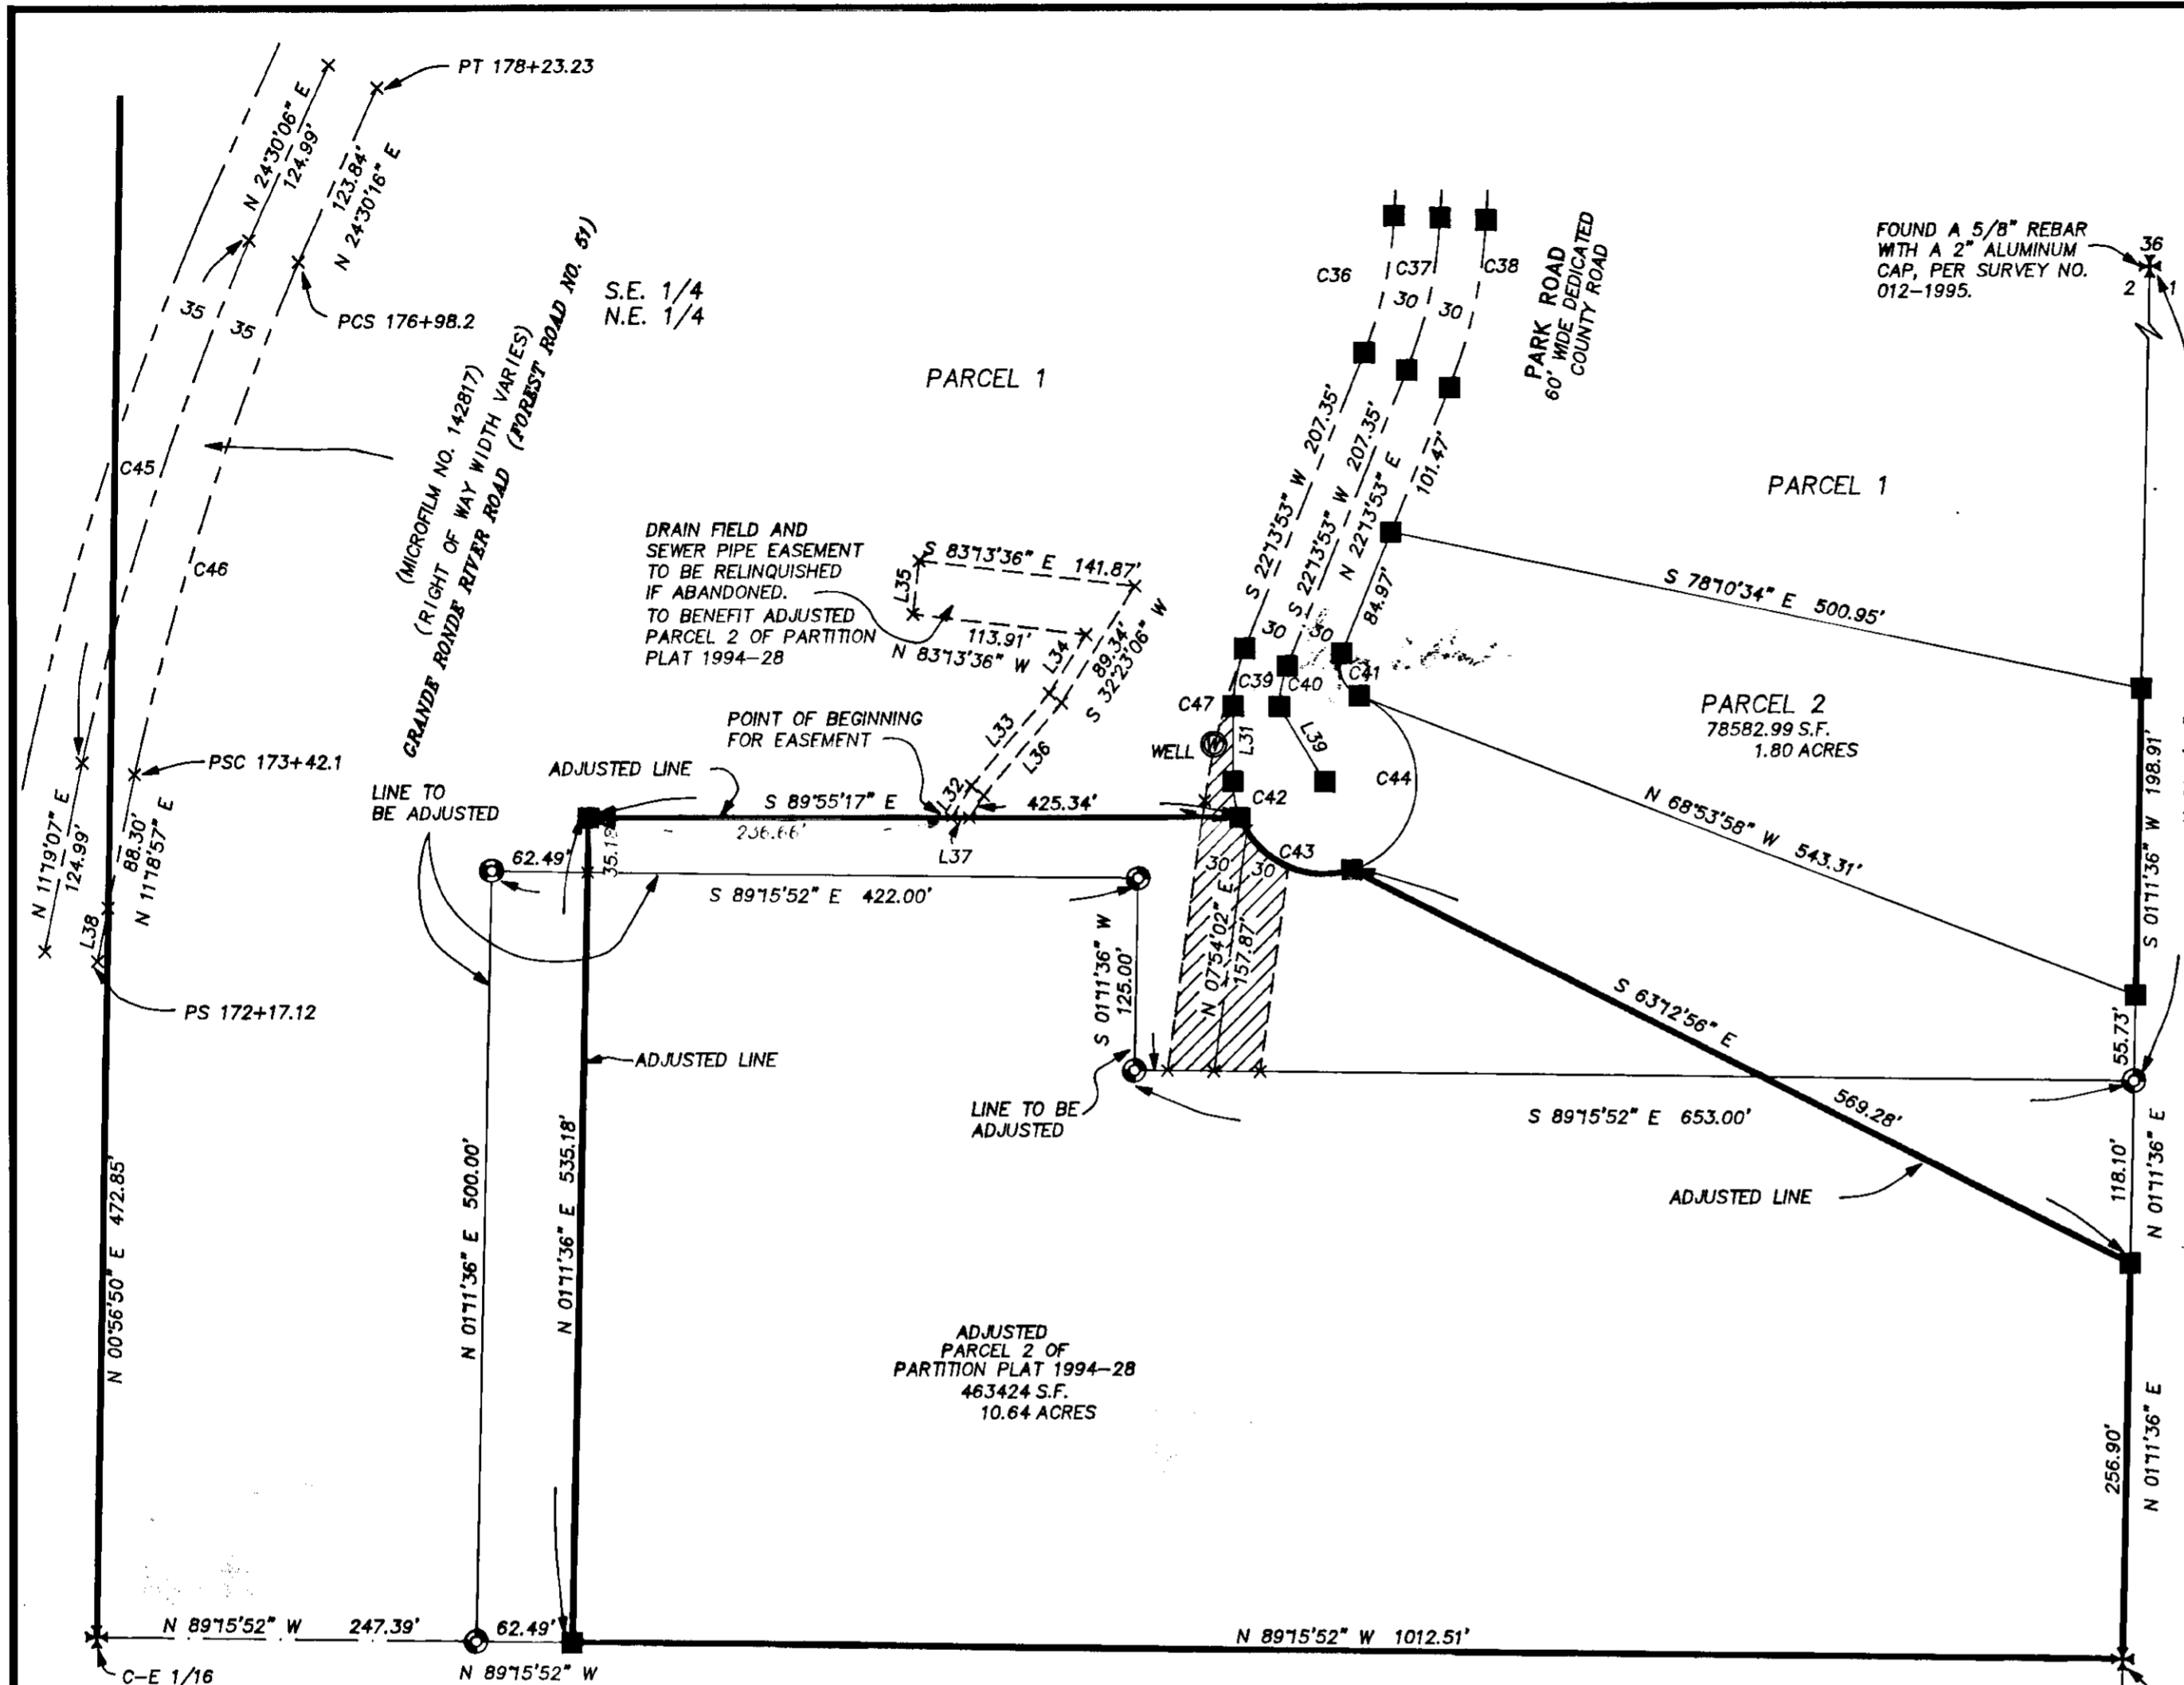 PT 178+23.23
N 24°30'06" E
124.99'
123.84'
N 24°30'16" E
PCS 176+98.2
35
35
S.E. 1/4
N.E. 1/4
(MICROFILM NO. 142817)
(RIGHT OF WAY WIDTH VARIES)
GRANDE RONDE RIVER ROAD (FOREST ROAD NO. 51)
PARCEL 1
C36
C37
C38
30
30
PARK ROAD
60' WIDE DEDICATED
COUNTY ROAD
FOUND A 5/8" REBAR
WITH A 2" ALUMINUM
CAP, PER SURVEY NO.
012-1995.
36
2
1
C45
C46
PARCEL 1
S 22°13'53" W 207.35'
S 22°13'53" W 207.35'
N 22°13'53" E
101.47'
84.97'
30
30
DRAIN FIELD AND
SEWER PIPE EASEMENT
TO BE RELINQUISHED
IF ABANDONED.
TO BENEFIT ADJUSTED
PARCEL 2 OF PARTITION
PLAT 1994-28
S 83°13'36" E 141.87'
L35
113.91'
N 83°13'36" W
L34
89.34'
S 32°23'06" W
L33
L36
L32
L37
S 78°10'34" E 500.95'
C39
C40
C41
C47
L31
L39
C44
WELL
W
C42
C43
PARCEL 2
78582.99 S.F.
1.80 ACRES
N 68°53'58" W 543.31'
S 01°11'36" W 198.91'
POINT OF BEGINNING
FOR EASEMENT
ADJUSTED LINE
S 89°55'17" E
425.34'
236.66'
PSC 173+42.1
LINE TO
BE ADJUSTED
N 11°19'07" E
124.99'
88.30'
N 11°18'57" E
L38
PS 172+17.12
62.49'
S 89°15'52" E 422.00'
S 01°11'36" W
125.00'
30
30
N 07°54'02" E
157.87'
S 63°12'56" E
569.28'
55.73'
ADJUSTED LINE
LINE TO BE
ADJUSTED
S 89°15'52" E 653.00'
118.10'
N 01°11'36" E
ADJUSTED LINE
N 00°56'50" E 472.85'
N 01°11'36" E 500.00'
N 01°11'36" E 535.18'
ADJUSTED
PARCEL 2 OF
PARTITION PLAT 1994-28
463424 S.F.
10.64 ACRES
256.90'
N 01°11'36" E
N 89°15'52" W 247.39'
62.49'
N 89°15'52" W 1012.51'
C-E 1/16
N 89°15'52" W